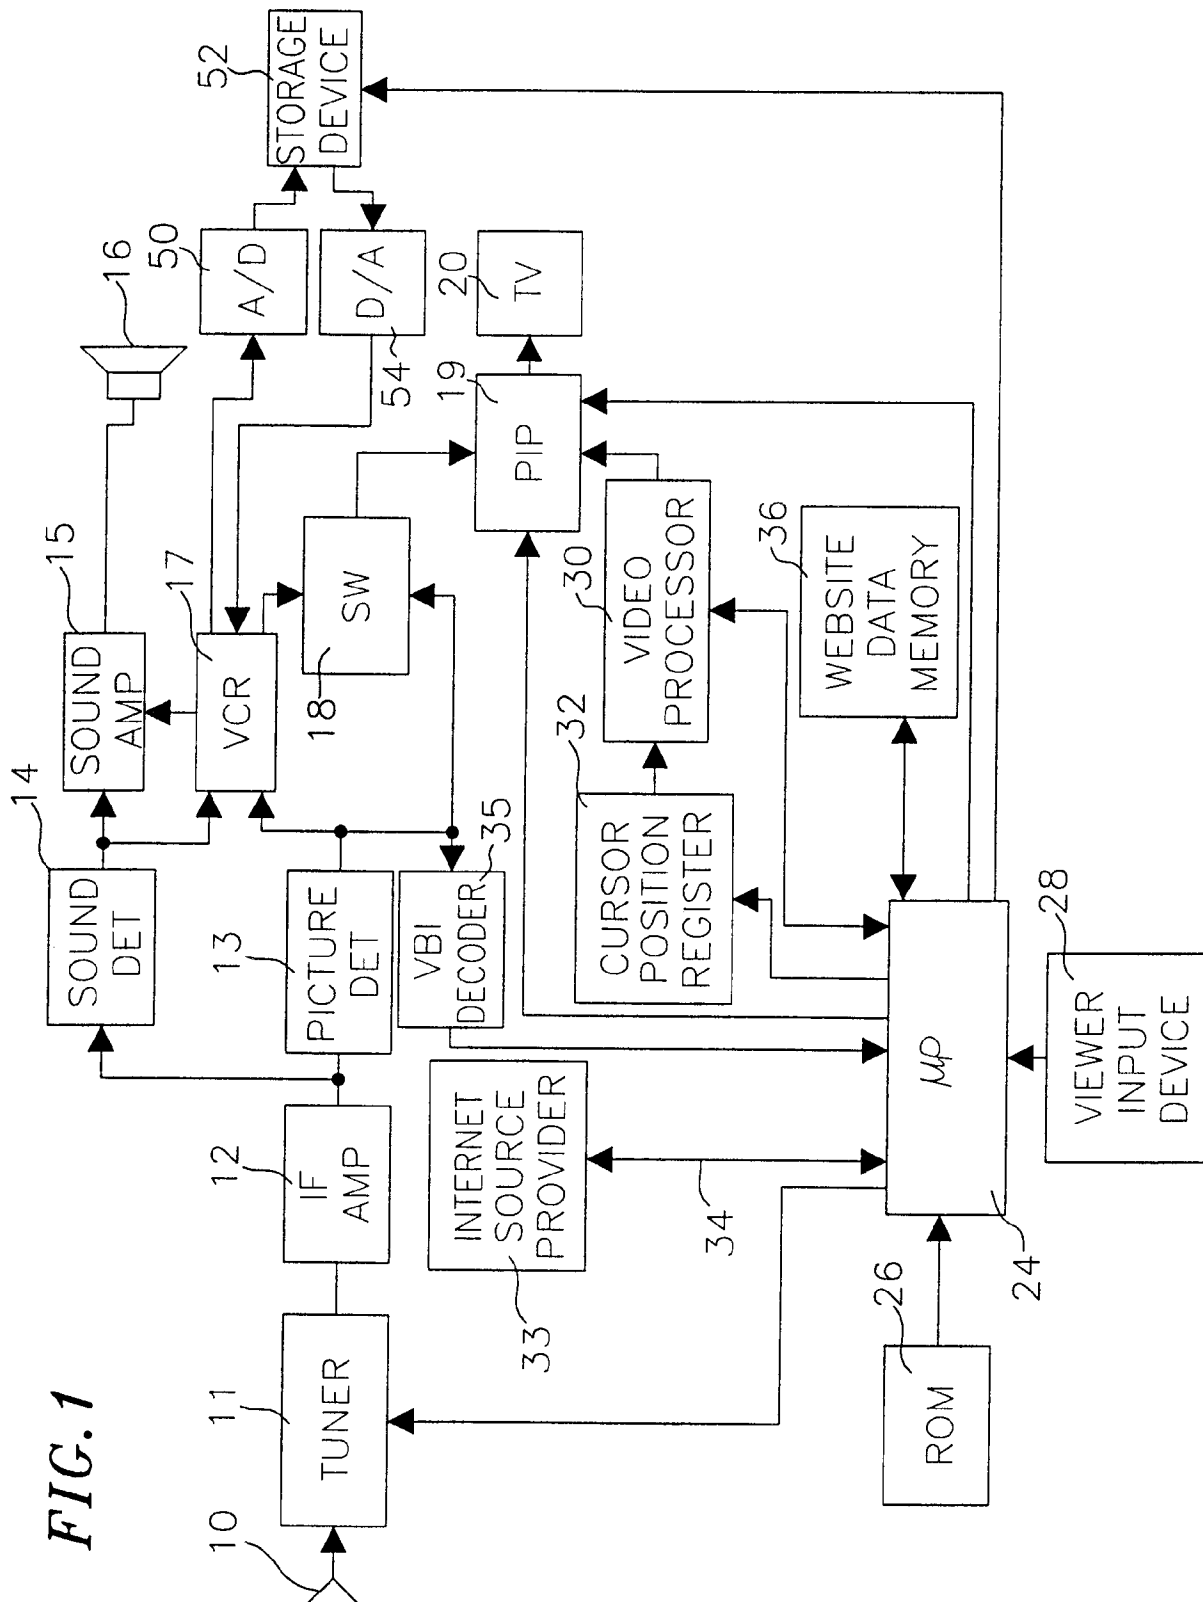 FIG. 1
10
11
TUNER
12
IF
AMP
13
PICTURE
DET
14
SOUND
DET
15
SOUND
AMP
16
17
VCR
18
SW
50
A/D
52
STORAGE
DEVICE
54
D/A
19
PIP
20
TV
35
VBI
DECODER
33
INTERNET
SOURCE
PROVIDER
34
32
CURSOR
POSITION
REGISTER
30
VIDEO
PROCESSOR
36
WEBSITE
DATA
MEMORY
26
ROM
24
μp
28
VIEWER
INPUT
DEVICE